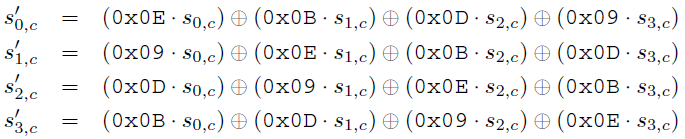 s′₀,c = (0x0E · s₀,c) ⊕ (0x0B · s₁,c) ⊕ (0x0D · s₂,c) ⊕ (0x09 · s₃,c)
s′₁,c = (0x09 · s₀,c) ⊕ (0x0E · s₁,c) ⊕ (0x0B · s₂,c) ⊕ (0x0D · s₃,c)
s′₂,c = (0x0D · s₀,c) ⊕ (0x09 · s₁,c) ⊕ (0x0E · s₂,c) ⊕ (0x0B · s₃,c)
s′₃,c = (0x0B · s₀,c) ⊕ (0x0D · s₁,c) ⊕ (0x09 · s₂,c) ⊕ (0x0E · s₃,c)